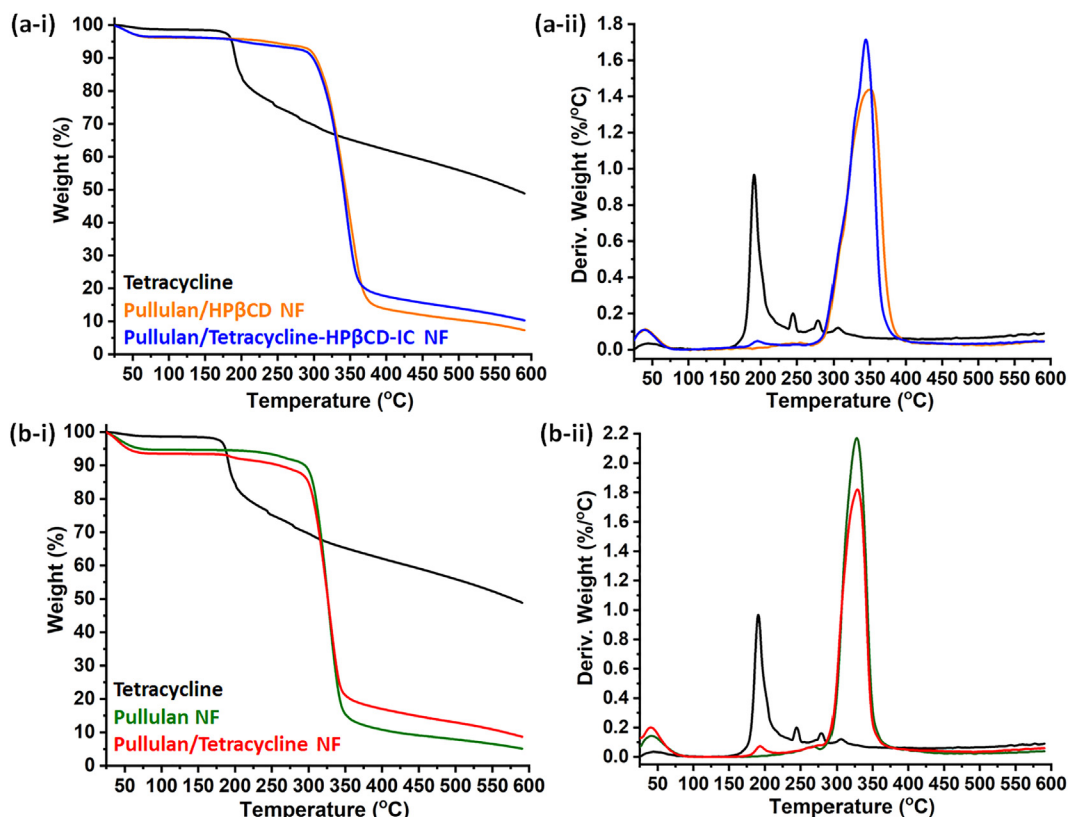 (a-i)
100
90
80
70
60
50
40
30
20
10
0
Weight (%)
Tetracycline
Pullulan/HPβCD NF
Pullulan/Tetracycline-HPβCD-IC NF
50 100 150 200 250 300 350 400 450 500 550 600
Temperature (°C)
(a-ii)
1.8
1.6
1.4
1.2
1.0
0.8
0.6
0.4
0.2
0.0
Deriv. Weight (%/°C)
50 100 150 200 250 300 350 400 450 500 550 600
Temperature (°C)
(b-i)
100
90
80
70
60
50
40
30
20
10
0
Weight (%)
Tetracycline
Pullulan NF
Pullulan/Tetracycline NF
50 100 150 200 250 300 350 400 450 500 550 600
Temperature (°C)
(b-ii)
2.2
2.0
1.8
1.6
1.4
1.2
1.0
0.8
0.6
0.4
0.2
0.0
Deriv. Weight (%/°C)
50 100 150 200 250 300 350 400 450 500 550 600
Temperature (°C)